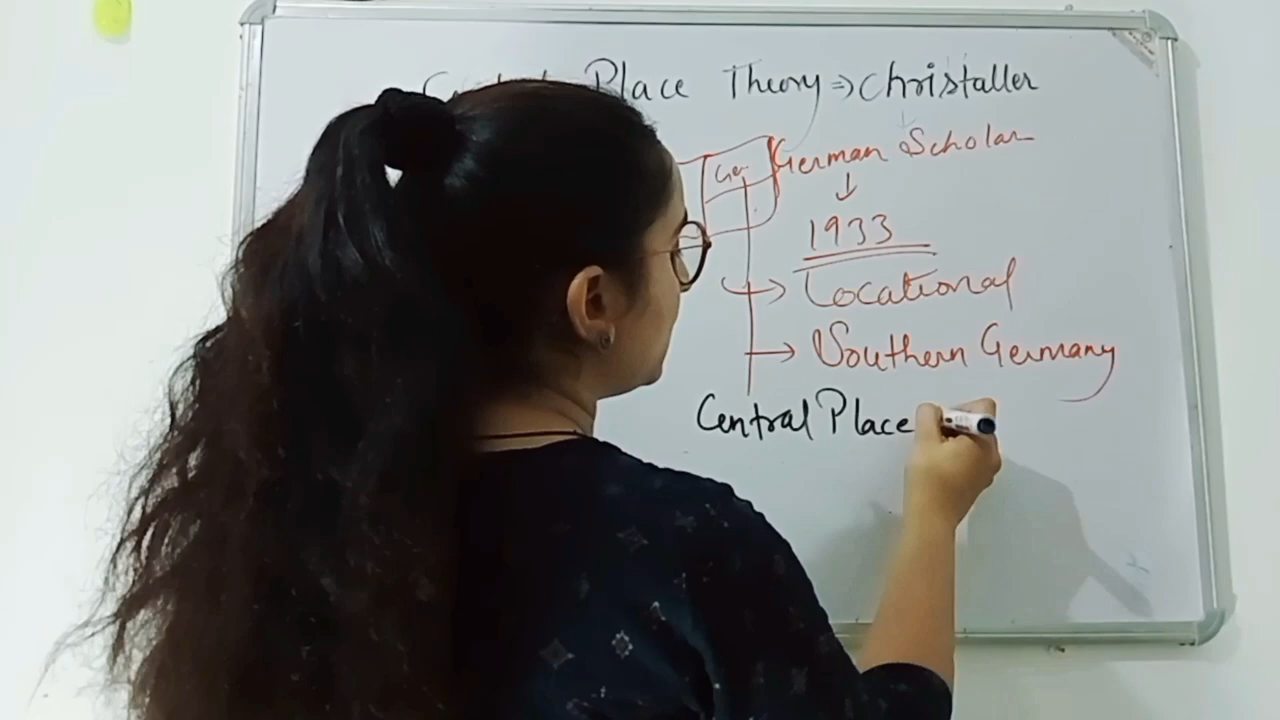 Place Theory ⇒ Christaller
German Scholar
1933
Locational
Southern Germany
Central Place